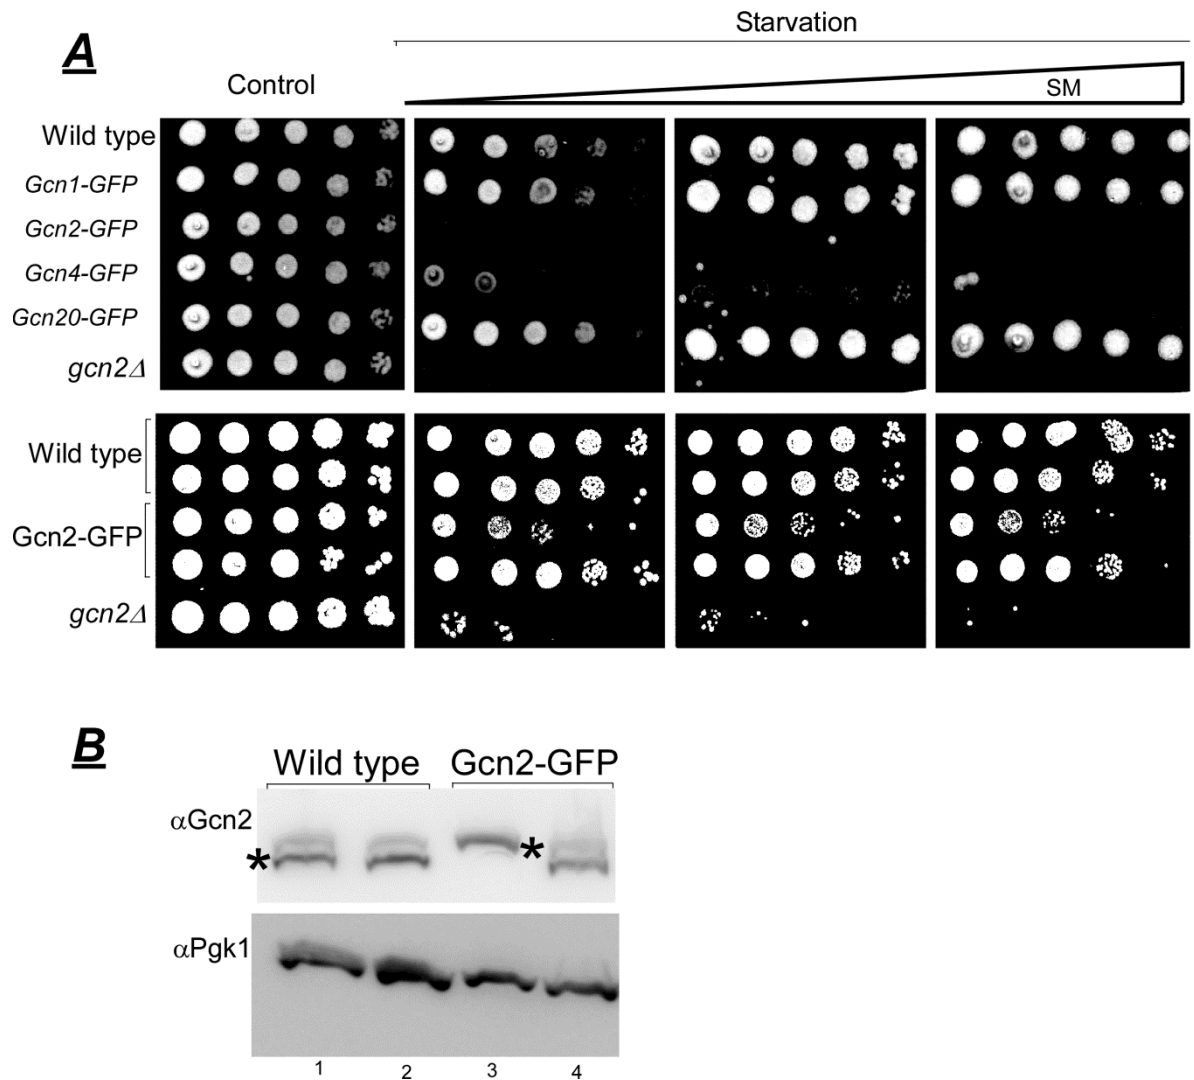 A
Starvation
Control
SM
Wild type
Gcn1-GFP
Gcn2-GFP
Gcn4-GFP
Gcn20-GFP
gcn2Δ
Wild type
Gcn2-GFP
gcn2Δ
B
Wild type Gcn2-GFP
αGcn2
* *
αPgk1
1 2 3 4